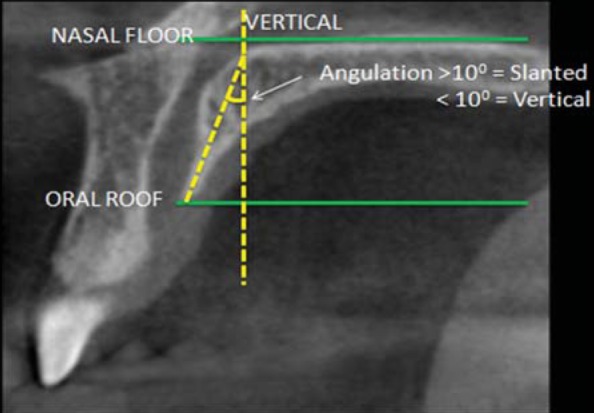 VERTICAL
NASAL FLOOR
Angulation >10⁰ = Slanted
< 10⁰ = Vertical
ORAL ROOF